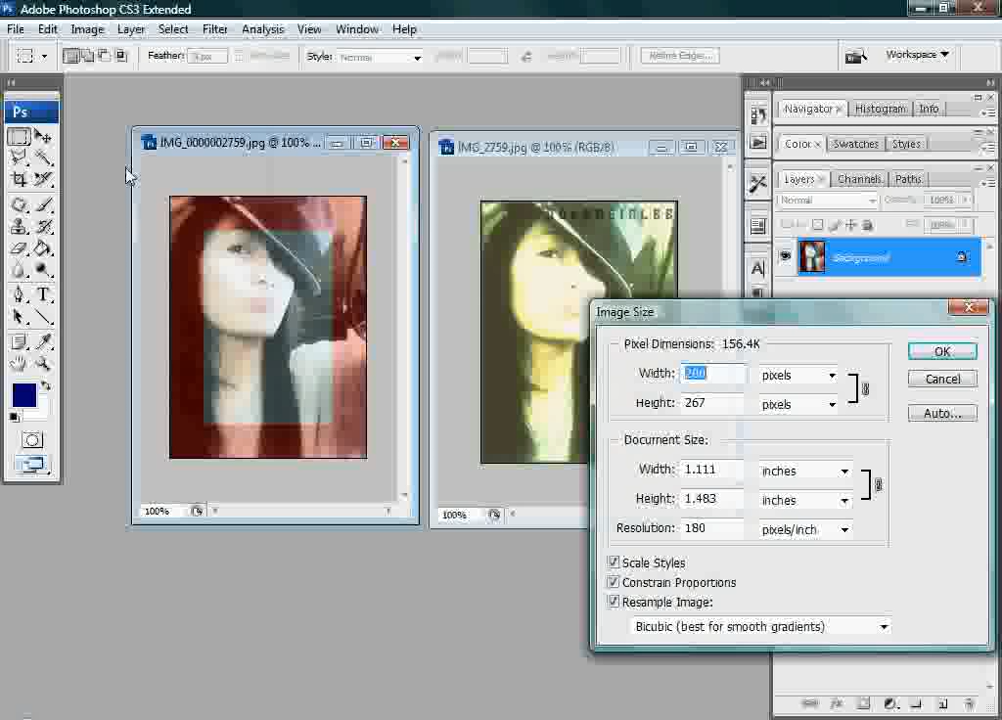 Ps Adobe Photoshop CS3 Extended
File Edit Image Layer Select Filter Analysis View Window Help
Feather: Style: Normal Refine Edge... Workspace
Ps
IMG_0000002759.jpg @ 100% ...
IMG_2759.jpg @ 100% (RGB/8)
100%
100%
Navigator × Histogram Info
Color × Swatches Styles
Layers × Channels Paths
Normal 100%
100%
Background
Image Size
Pixel Dimensions: 156.4K
Width: 200 pixels
Height: 267 pixels
Document Size:
Width: 1.111 inches
Height: 1.483 inches
Resolution: 180 pixels/inch
Scale Styles
Constrain Proportions
Resample Image:
Bicubic (best for smooth gradients)
OK
Cancel
Auto...